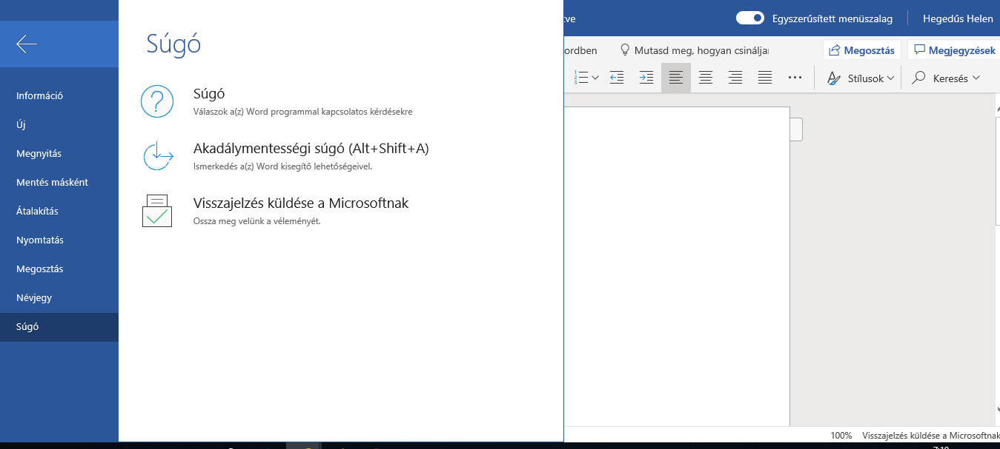 tve
Egyszerűsített menüszalag
Hegedűs Helen
ordben
Mutasd meg, hogyan csinálja
Megosztás
Megjegyzések
Stílusok
Keresés
Információ
Új
Megnyitás
Mentés másként
Átalakítás
Nyomtatás
Megosztás
Névjegy
Súgó
Súgó
Súgó
Válaszok a(z) Word programmal kapcsolatos kérdésekre
Akadálymentességi súgó (Alt+Shift+A)
Ismerkedés a(z) Word kisegítő lehetőségeivel.
Visszajelzés küldése a Microsoftnak
Ossza meg velünk a véleményét.
100%
Visszajelzés küldése a Microsoftnak